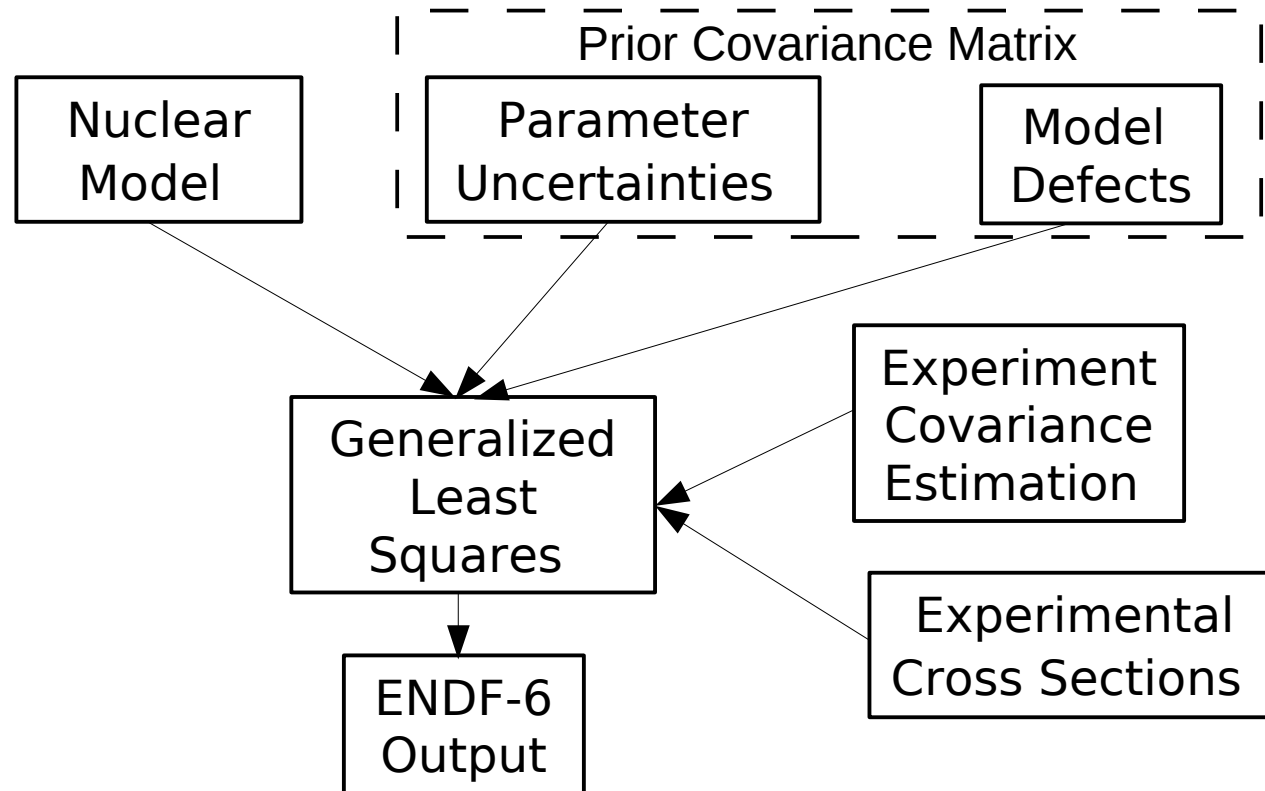 Prior Covariance Matrix
Nuclear
Model
Parameter
Uncertainties
Model
Defects
Experiment
Covariance
Estimation
Generalized
Least
Squares
Experimental
Cross Sections
ENDF-6
Output